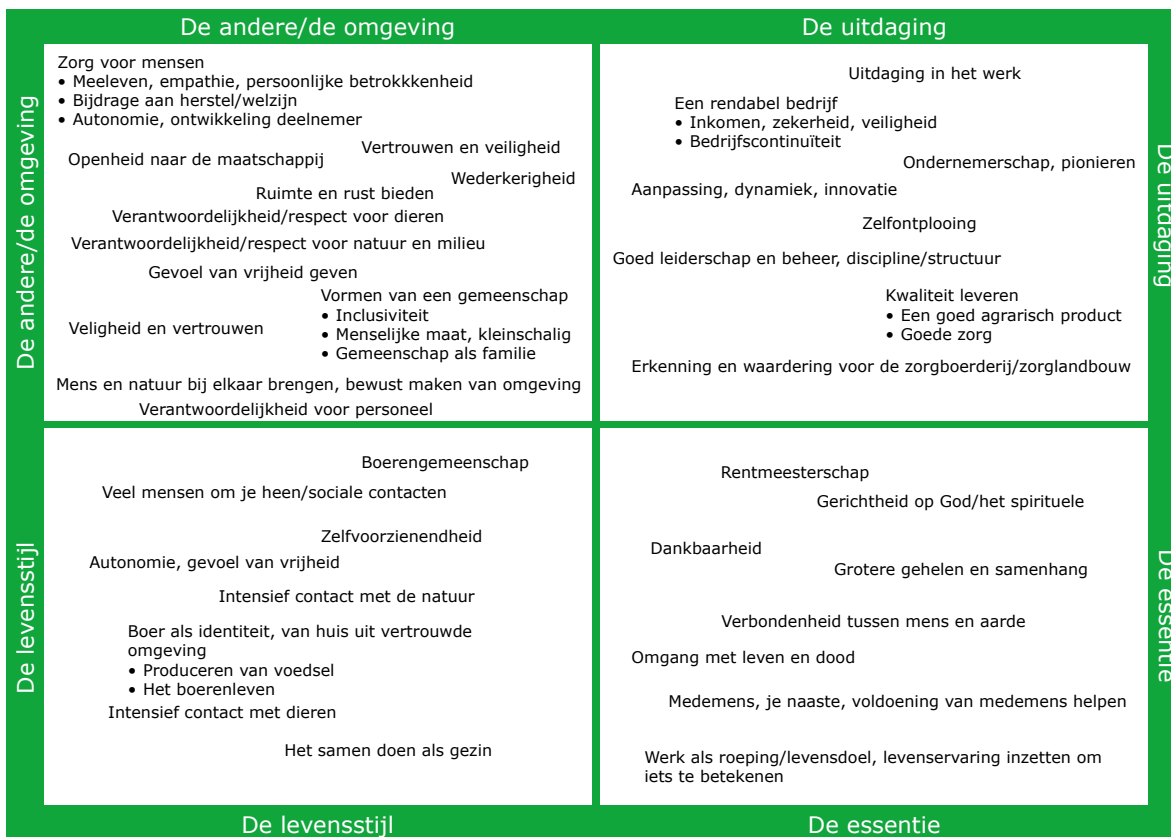 De andere/de omgeving
De uitdaging
De andere/de omgeving
Zorg voor mensen
• Meeleven, empathie, persoonlijke betrokkkenheid
• Bijdrage aan herstel/welzijn
• Autonomie, ontwikkeling deelnemer
Vertrouwen en veiligheid
Openheid naar de maatschappij
Wederkerigheid
Ruimte en rust bieden
Verantwoordelijkheid/respect voor dieren
Verantwoordelijkheid/respect voor natuur en milieu
Gevoel van vrijheid geven
Vormen van een gemeenschap
• Inclusiviteit
• Menselijke maat, kleinschalig
• Gemeenschap als familie
Veligheid en vertrouwen
Mens en natuur bij elkaar brengen, bewust maken van omgeving
Verantwoordelijkheid voor personeel
Uitdaging in het werk
Een rendabel bedrijf
• Inkomen, zekerheid, veiligheid
• Bedrijfscontinuïteit
Ondernemerschap, pionieren
Aanpassing, dynamiek, innovatie
Zelfontplooing
Goed leiderschap en beheer, discipline/structuur
Kwaliteit leveren
• Een goed agrarisch product
• Goede zorg
Erkenning en waardering voor de zorgboerderij/zorglandbouw
De uitdaging
De levensstijl
Boerengemeenschap
Veel mensen om je heen/sociale contacten
Zelfvoorzienendheid
Autonomie, gevoel van vrijheid
Intensief contact met de natuur
Boer als identiteit, van huis uit vertrouwde
omgeving
• Produceren van voedsel
• Het boerenleven
Intensief contact met dieren
Het samen doen als gezin
Rentmeesterschap
Gerichtheid op God/het spirituele
Dankbaarheid
Grotere gehelen en samenhang
Verbondenheid tussen mens en aarde
Omgang met leven en dood
Medemens, je naaste, voldoening van medemens helpen
Werk als roeping/levensdoel, levenservaring inzetten om
iets te betekenen
De essentie
De levensstijl
De essentie